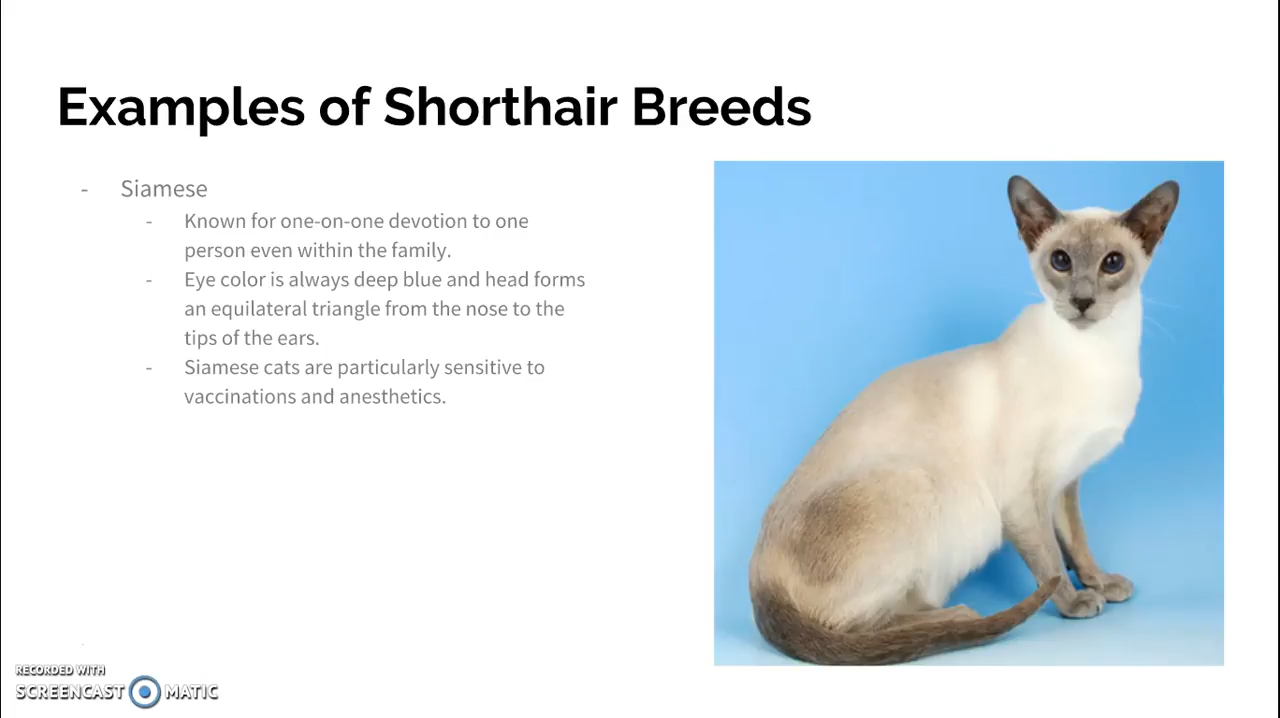 Examples of Shorthair Breeds
- Siamese
- Known for one-on-one devotion to one
person even within the family.
- Eye color is always deep blue and head forms
an equilateral triangle from the nose to the
tips of the ears.
- Siamese cats are particularly sensitive to
vaccinations and anesthetics.
RECORDED WITH
SCREENCAST MATIC